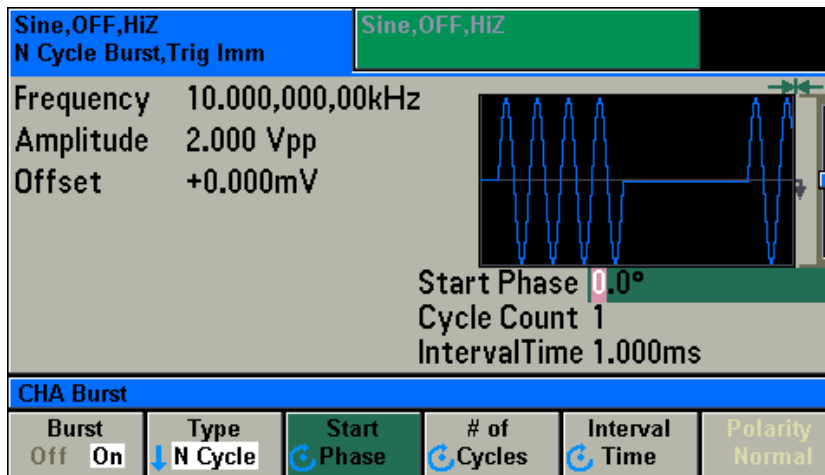 Sine,OFF,HiZ
N Cycle Burst,Trig Imm
Sine,OFF,HiZ
Frequency 10.000,000,00kHz
Amplitude 2.000 Vpp
Offset +0.000mV
Start Phase 0.0°
Cycle Count 1
IntervalTime 1.000ms
CHA Burst
Burst
Off On
Type
N Cycle
Start
Phase
# of
Cycles
Interval
Time
Polarity
Normal